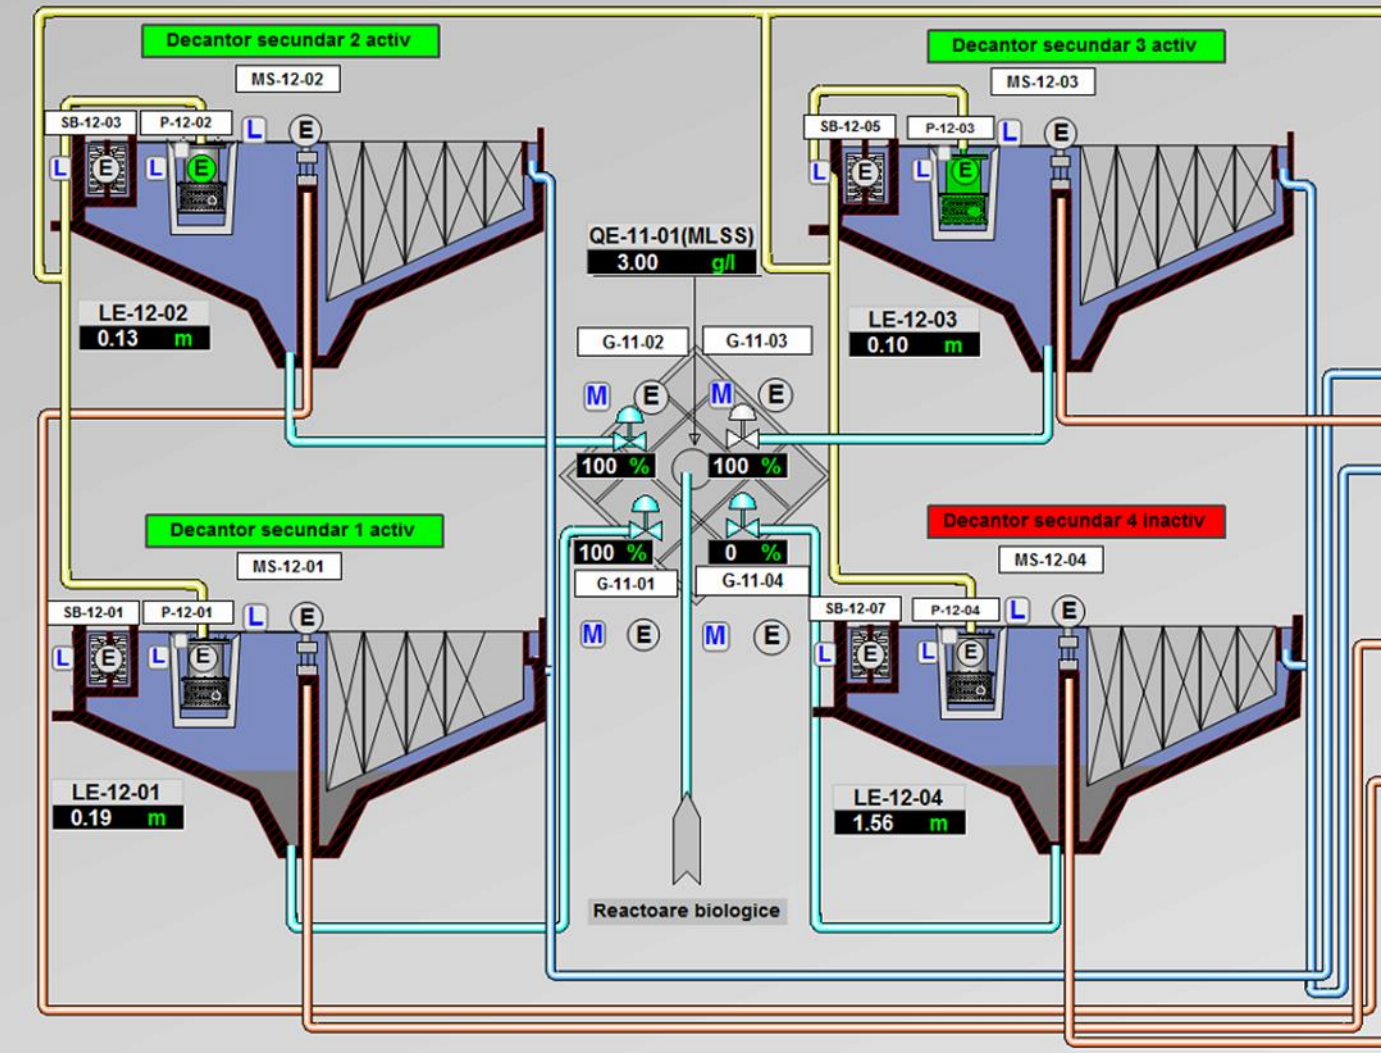 Decantor secundar 2 activ
MS-12-02
SB-12-03
P-12-02
L
E
L
E
L
E
LE-12-02
0.13 m
Decantor secundar 3 activ
MS-12-03
SB-12-05
P-12-03
L
E
L
E
L
E
LE-12-03
0.10 m
QE-11-01(MLSS)
3.00 g/l
G-11-02
G-11-03
M
E
M
E
100 %
100 %
100 %
0 %
G-11-01
G-11-04
M
E
M
E
Decantor secundar 1 activ
MS-12-01
SB-12-01
P-12-01
L
E
L
E
L
E
LE-12-01
0.19 m
Decantor secundar 4 inactiv
MS-12-04
SB-12-07
P-12-04
L
E
L
E
L
E
LE-12-04
1.56 m
Reactoare biologice